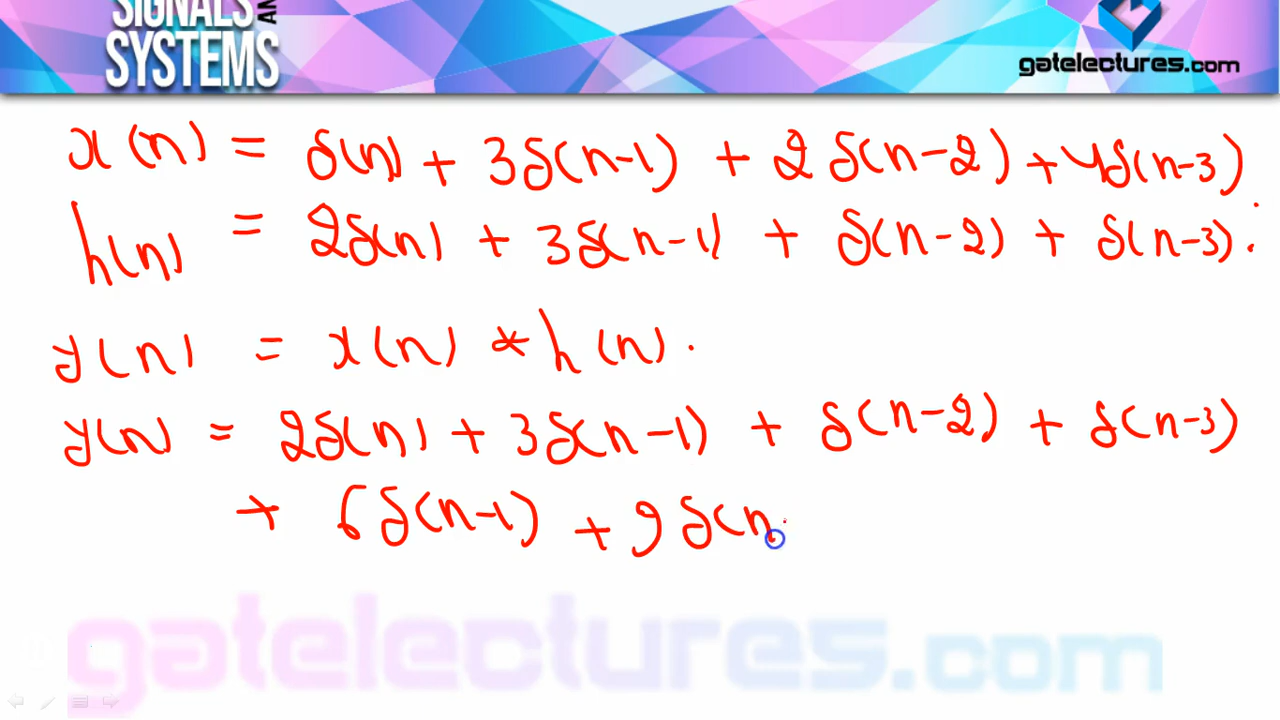 SIGNALS AND
SYSTEMS
gatelectures.com
x(n) = δ(n) + 3δ(n-1) + 2δ(n-2) + 4δ(n-3)
h(n) = 2δ(n) + 3δ(n-1) + δ(n-2) + δ(n-3).
y(n) = x(n) * h(n).
y(n) = 2δ(n) + 3δ(n-1) + δ(n-2) + δ(n-3)
+ 6δ(n-1) + 9δ(n
gatelectures.com